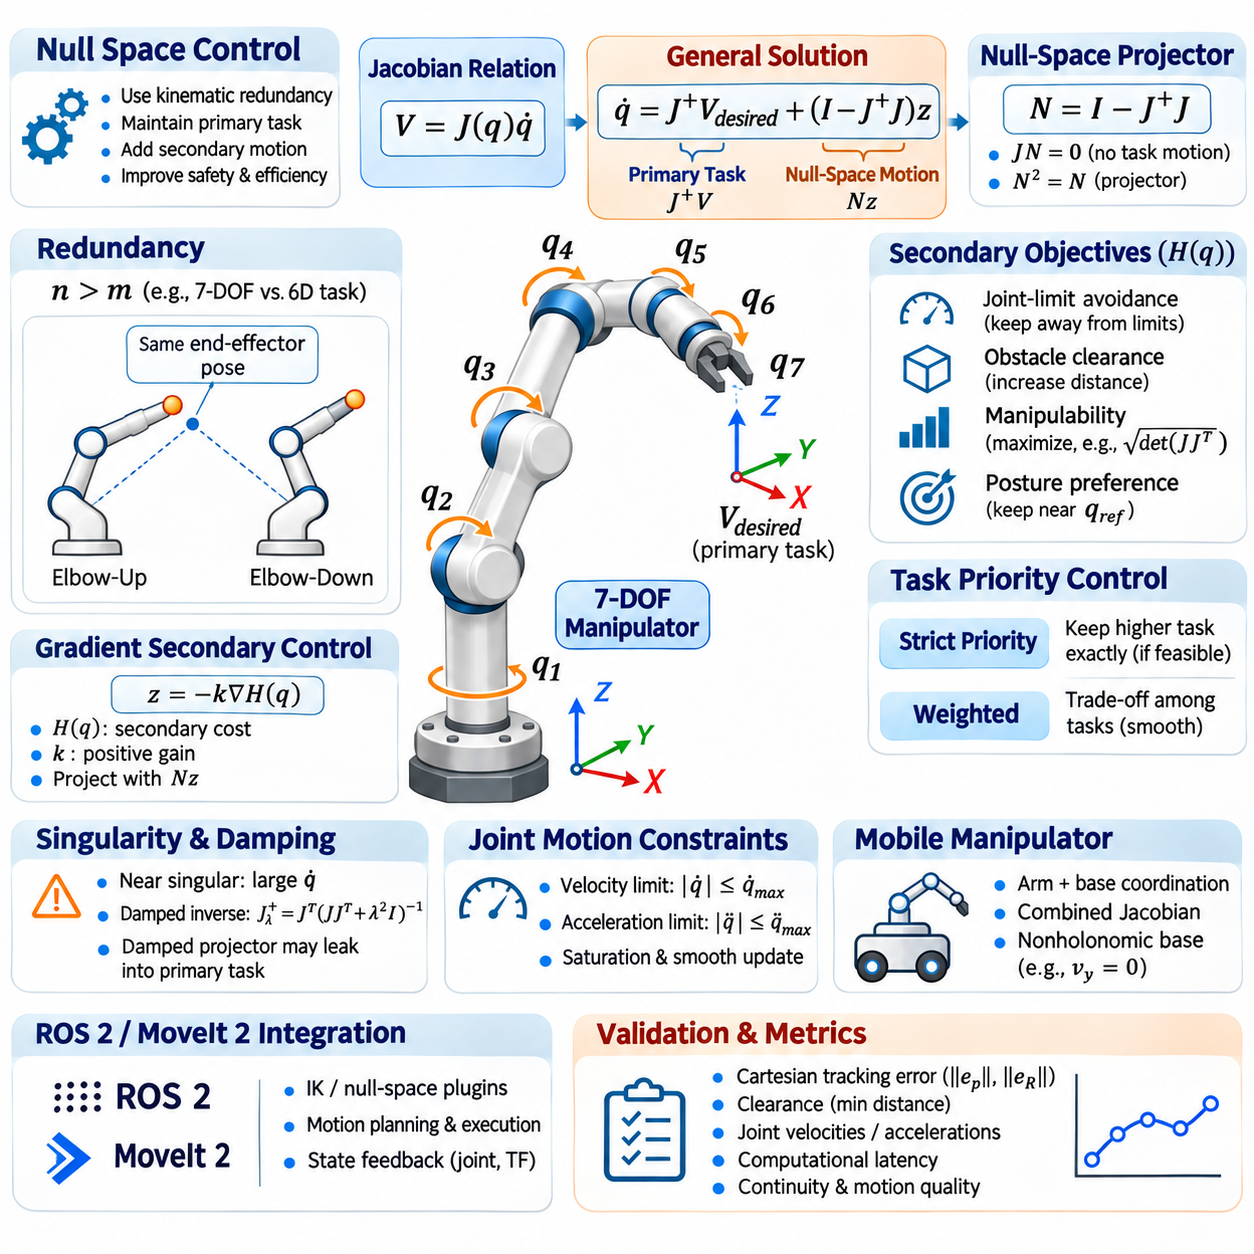 Null Space Control
Use kinematic redundancy
Maintain primary task
Add secondary motion
Improve safety & efficiency
Jacobian Relation
V = J(q)q̇
General Solution
q̇ = J⁺V_desired + (I − J⁺J)z
Primary Task
J⁺V
Null-Space Motion
Nz
Null-Space Projector
N = I − J⁺J
JN = 0 (no task motion)
N² = N (projector)
Redundancy
n > m (e.g., 7-DOF vs. 6D task)
Same end-effector
pose
Elbow-Up
Elbow-Down
q₄
q₅
q₆
q₃
q₇
q₂
q₁
Z
Y
X
V_desired
(primary task)
7-DOF
Manipulator
Z
Y
X
Secondary Objectives (H(q))
Joint-limit avoidance
(keep away from limits)
Obstacle clearance
(increase distance)
Manipulability
(maximize, e.g., √det(JJᵀ))
Posture preference
(keep near q_ref)
Task Priority Control
Strict Priority
Keep higher task
exactly (if feasible)
Weighted
Trade-off among
tasks (smooth)
Gradient Secondary Control
z = −k∇H(q)
H(q): secondary cost
k : positive gain
Project with Nz
Singularity & Damping
Near singular: large q̇
Damped inverse: J_λ⁺ = Jᵀ(JJᵀ + λ²I)⁻¹
Damped projector may leak
into primary task
Joint Motion Constraints
Velocity limit: |q̇| ≤ q̇_max
Acceleration limit: |q̈| ≤ q̈_max
Saturation & smooth update
Mobile Manipulator
Arm + base coordination
Combined Jacobian
Nonholonomic base
(e.g., v_y = 0)
ROS 2 / MoveIt 2 Integration
ROS 2
MoveIt 2
IK / null-space plugins
Motion planning & execution
State feedback (joint, TF)
Validation & Metrics
Cartesian tracking error (‖e_p‖, ‖e_R‖)
Clearance (min distance)
Joint velocities / accelerations
Computational latency
Continuity & motion quality